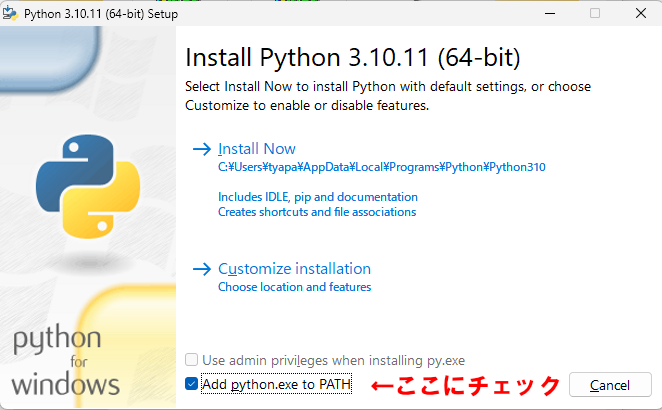 Python 3.10.11 (64-bit) Setup
Install Python 3.10.11 (64-bit)
Select Install Now to install Python with default settings, or choose
Customize to enable or disable features.
Install Now
C:¥Users¥tyapa¥AppData¥Local¥Programs¥Python¥Python310
Includes IDLE, pip and documentation
Creates shortcuts and file associations
Customize installation
Choose location and features
python
for
windows
Use admin privileges when installing py.exe
Add python.exe to PATH ←ここにチェック
Cancel